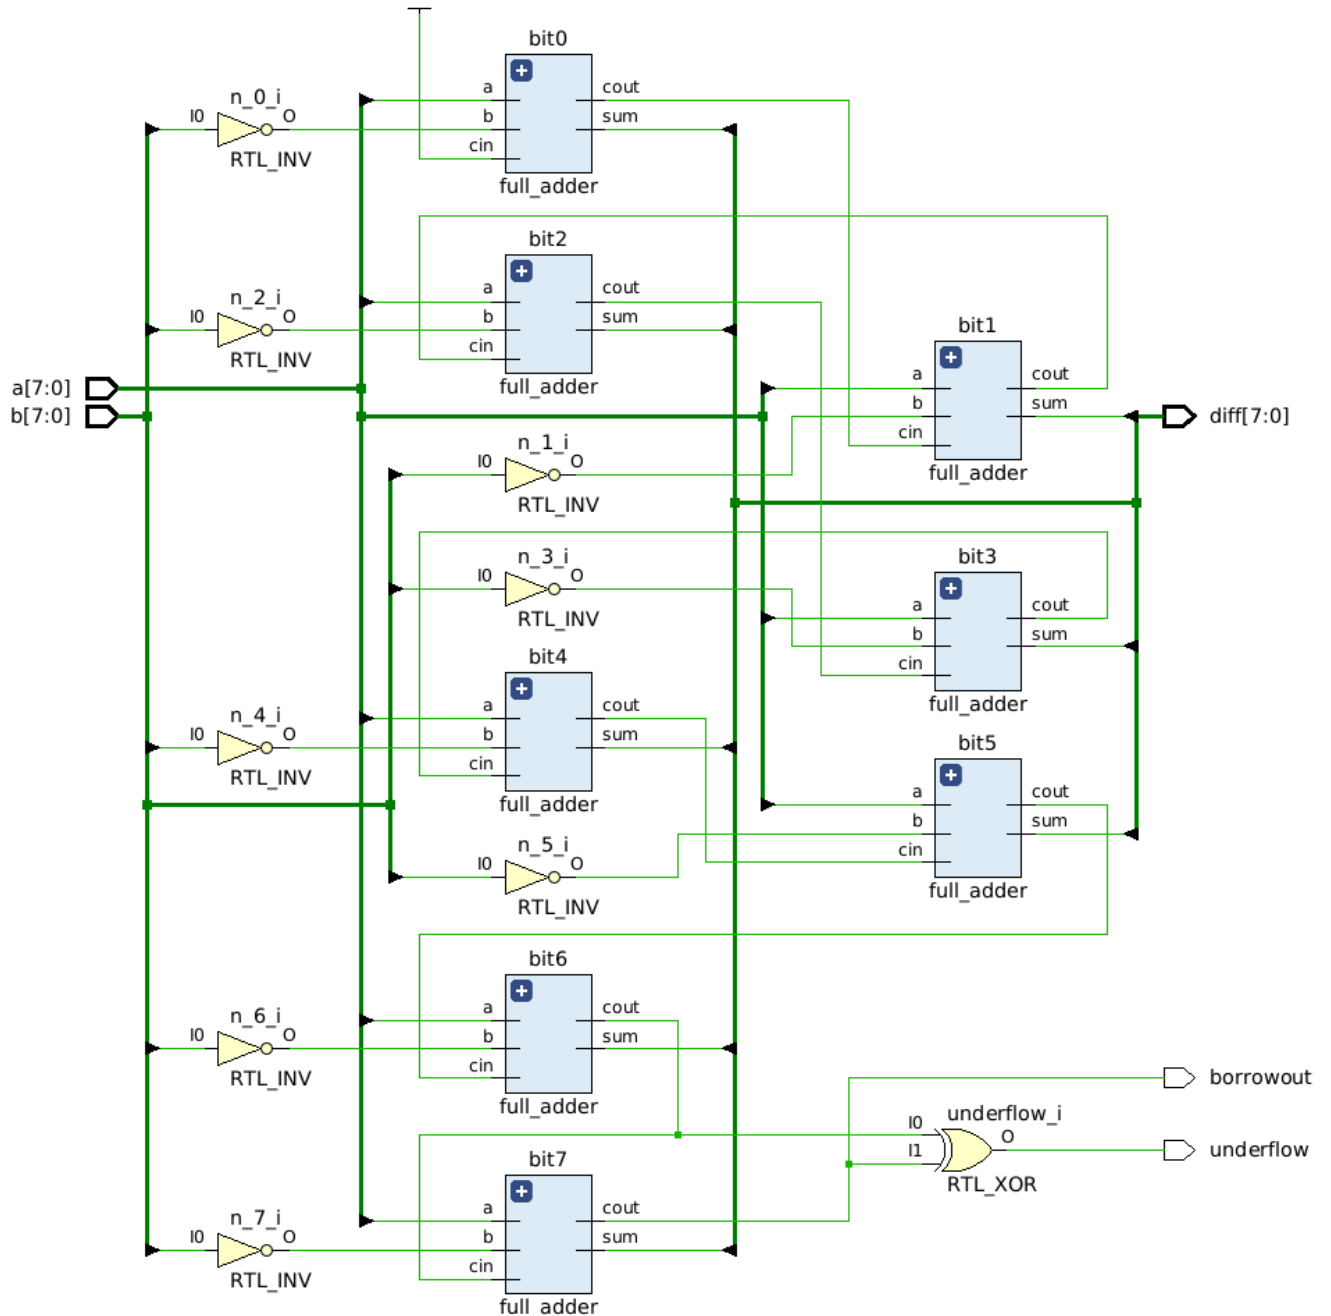 bit0
n_0_i
I0
O
RTL_INV
a
b
cin
cout
sum
full_adder
bit2
n_2_i
I0
O
RTL_INV
a
b
cin
cout
sum
full_adder
a[7:0]
b[7:0]
bit1
a
b
cin
cout
sum
full_adder
diff[7:0]
n_1_i
I0
O
RTL_INV
n_3_i
I0
O
RTL_INV
bit3
a
b
cin
cout
sum
full_adder
bit4
n_4_i
I0
O
RTL_INV
a
b
cin
cout
sum
full_adder
bit5
a
b
cin
cout
sum
full_adder
n_5_i
I0
O
RTL_INV
bit6
n_6_i
I0
O
RTL_INV
a
b
cin
cout
sum
full_adder
borrowout
underflow_i
I0
I1
O
RTL_XOR
underflow
bit7
n_7_i
I0
O
RTL_INV
a
b
cin
cout
sum
full_adder